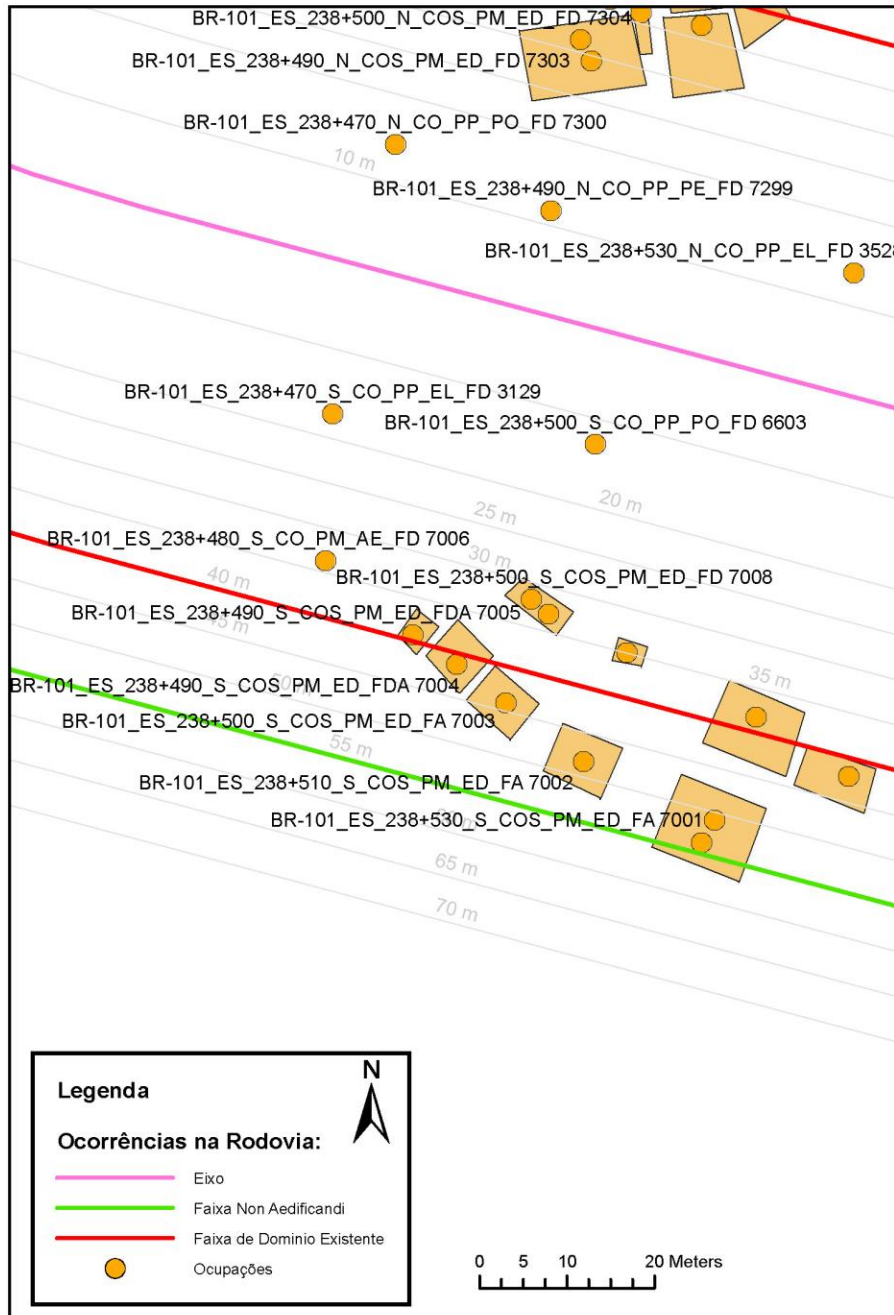 BR-101_ES_238+500_N_COS_PM_ED_FD 7304
BR-101_ES_238+490_N_COS_PM_ED_FD 7303
BR-101_ES_238+470_N_CO_PP_PO_FD 7300
10 m
BR-101_ES_238+490_N_CO_PP_PE_FD 7299
BR-101_ES_238+530_N_CO_PP_EL_FD 3528
BR-101_ES_238+470_S_CO_PP_EL_FD 3129
BR-101_ES_238+500_S_CO_PP_PO_FD 6603
20 m
25 m
BR-101_ES_238+480_S_CO_PM_AE_FD 7006
30 m
BR-101_ES_238+500_S_COS_PM_ED_FD 7008
40 m
BR-101_ES_238+490_S_COS_PM_ED_FDA 7005
45 m
35 m
BR-101_ES_238+490_S_COS_PM_ED_FDA 7004
50 m
BR-101_ES_238+500_S_COS_PM_ED_FA 7003
55 m
BR-101_ES_238+510_S_COS_PM_ED_FA 7002
BR-101_ES_238+530_S_COS_PM_ED_FA 7001
65 m
70 m
N
Legenda
Ocorrências na Rodovia:
Eixo
Faixa Non Aedificandi
Faixa de Dominio Existente
Ocupações
0 5 10 20 Meters